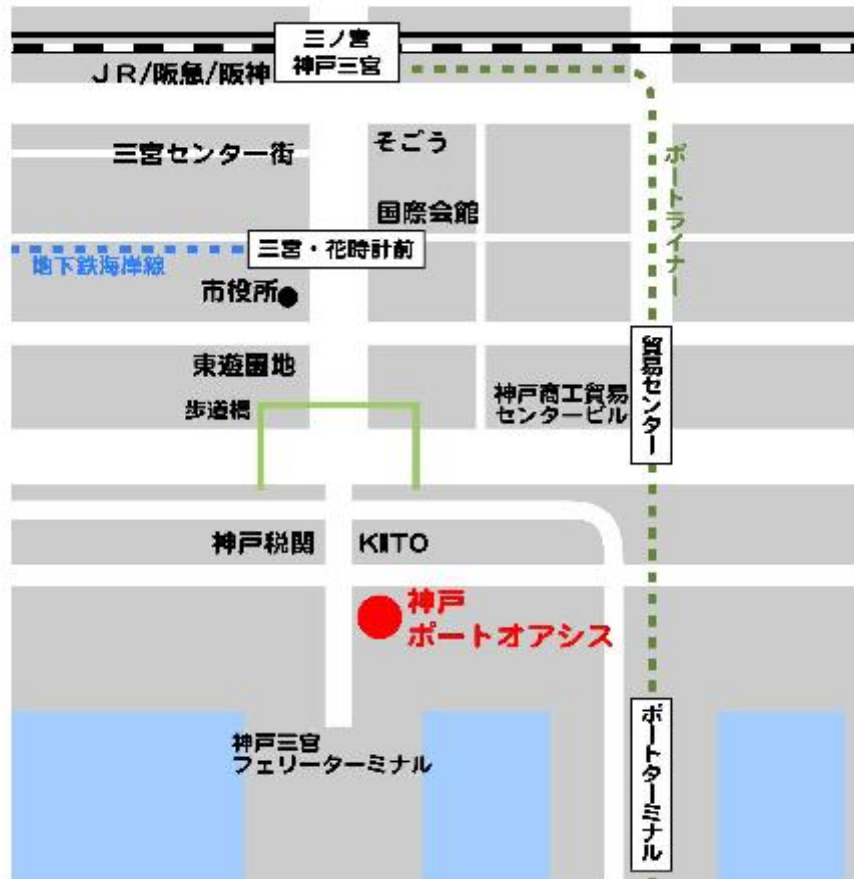 三ノ宮
神戸三宮
ＪＲ/阪急/阪神
三宮センター街
そごう
国際会館
ポートライナー
三宮・花時計前
地下鉄海岸線
市役所
東遊園地
歩道橋
神戸商工貿易
センタービル
貿易センター
神戸税関
KIITO
神戸
ポートオアシス
神戸三宮
フェリーターミナル
ポートターミナル